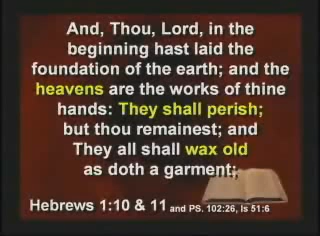 And, Thou, Lord, in the
beginning hast laid the
foundation of the earth; and the
heavens are the works of thine
hands: They shall perish;
but thou remainest; and
They all shall wax old
as doth a garment;
Hebrews 1:10 & 11 and PS. 102:26, Is 51:6